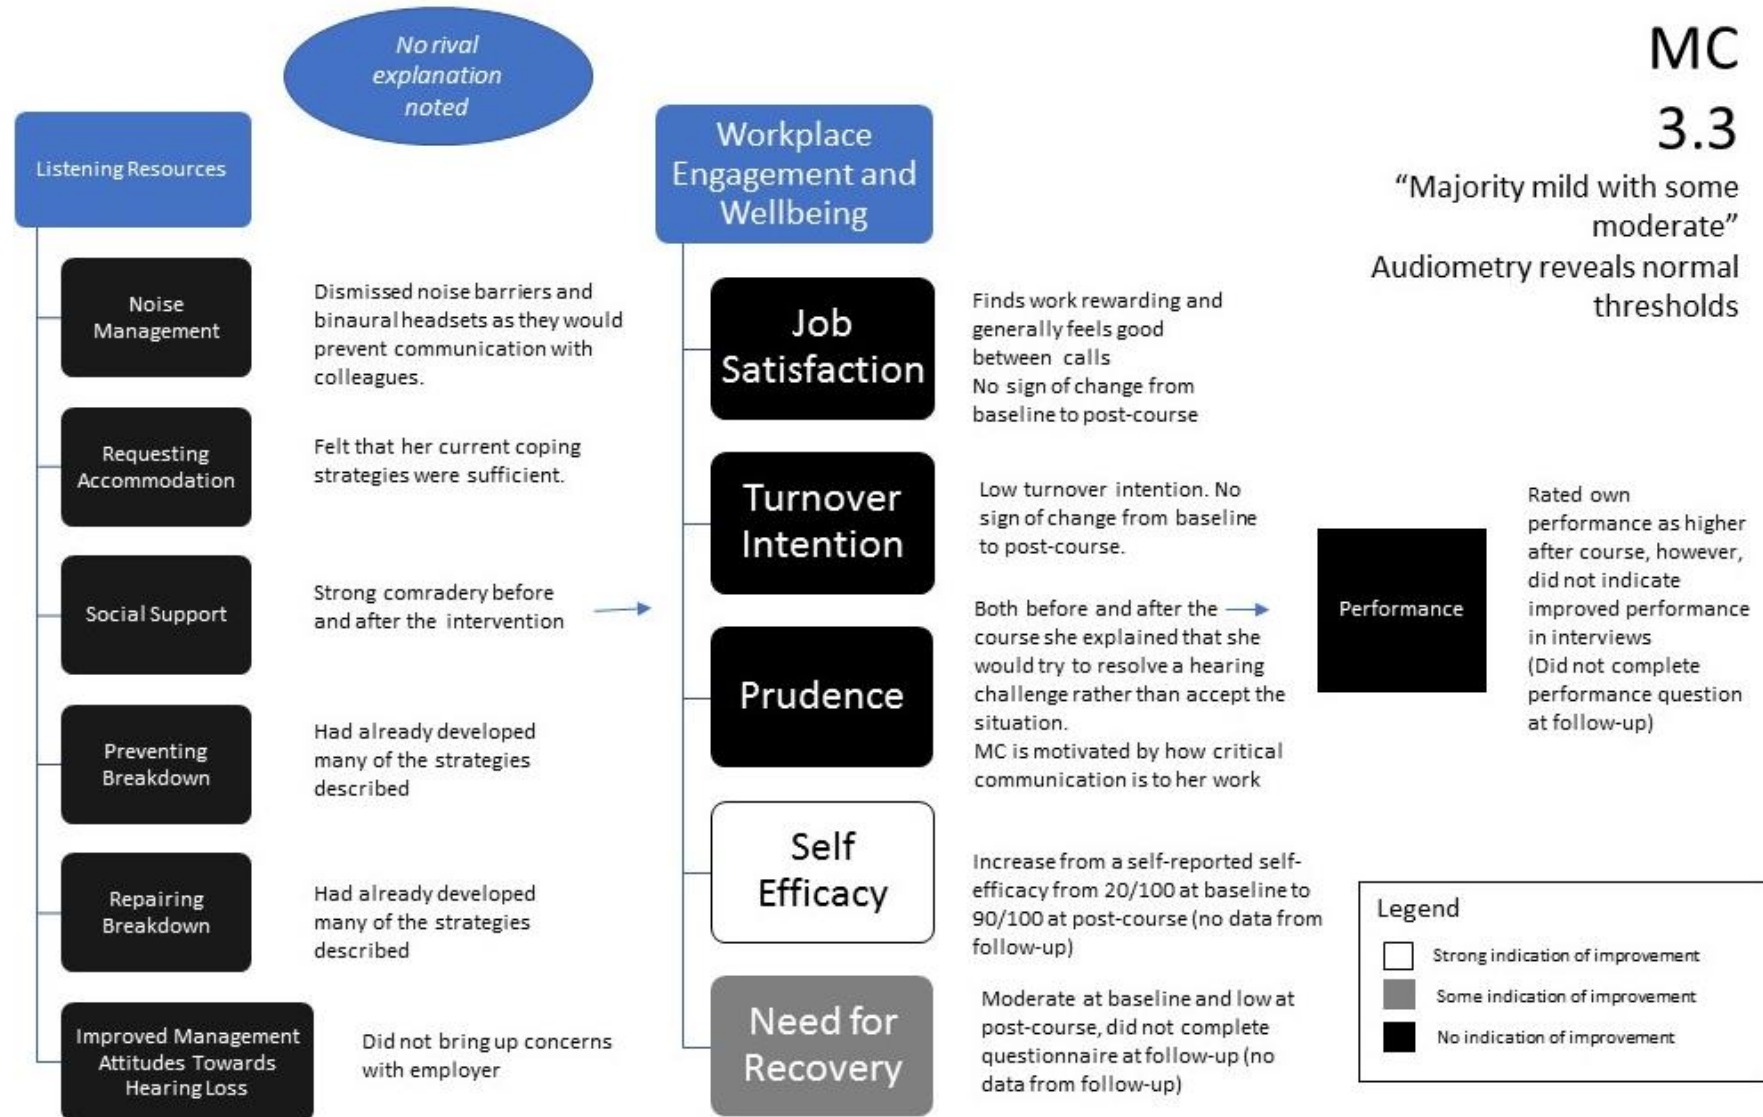 No rival
explanation
noted
MC
3.3
“Majority mild with some
moderate”
Audiometry reveals normal
thresholds
Listening Resources
Noise
Management
Dismissed noise barriers and
binaural headsets as they would
prevent communication with
colleagues.
Requesting
Accommodation
Felt that her current coping
strategies were sufficient.
Social Support
Strong comradery before
and after the intervention
Preventing
Breakdown
Had already developed
many of the strategies
described
Repairing
Breakdown
Had already developed
many of the strategies
described
Improved Management
Attitudes Towards
Hearing Loss
Did not bring up concerns
with employer
Workplace
Engagement and
Wellbeing
Job
Satisfaction
Finds work rewarding and
generally feels good
between calls
No sign of change from
baseline to post-course
Turnover
Intention
Low turnover intention. No
sign of change from baseline
to post-course.
Prudence
Both before and after the
course she explained that she
would try to resolve a hearing
challenge rather than accept the
situation.
MC is motivated by how critical
communication is to her work
Self
Efficacy
Increase from a self-reported self-
efficacy from 20/100 at baseline to
90/100 at post-course (no data from
follow-up)
Need for
Recovery
Moderate at baseline and low at
post-course, did not complete
questionnaire at follow-up (no
data from follow-up)
Performance
Rated own
performance as higher
after course, however,
did not indicate
improved performance
in interviews
(Did not complete
performance question
at follow-up)
Legend
Strong indication of improvement
Some indication of improvement
No indication of improvement